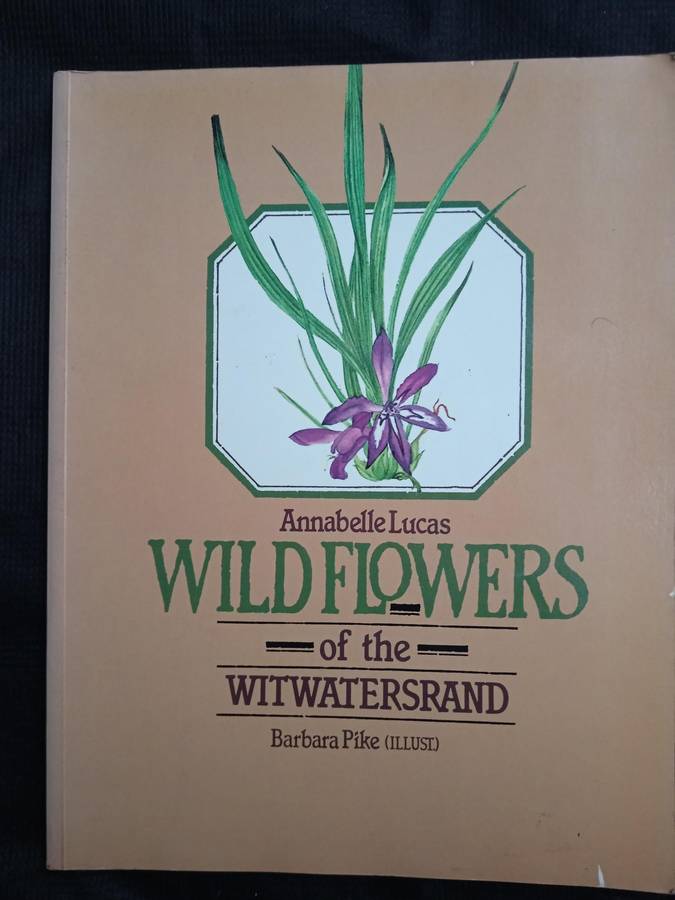 Annabelle Lucas
WILD FLOWERS
of the
WITWATERSRAND
Barbara Pike (ILLUST.)